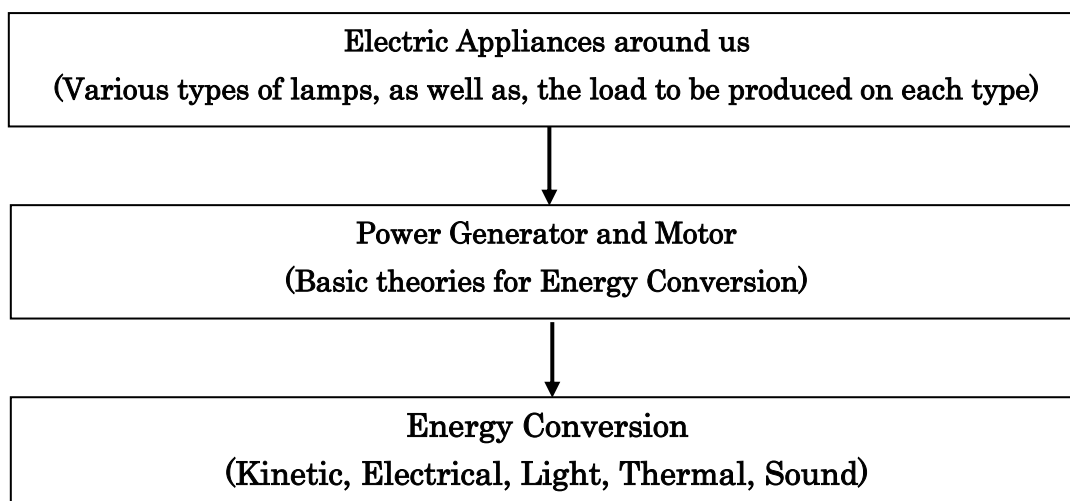 Electric Appliances around us
(Various types of lamps, as well as, the load to be produced on each type)
Power Generator and Motor
(Basic theories for Energy Conversion)
Energy Conversion
(Kinetic, Electrical, Light, Thermal, Sound)